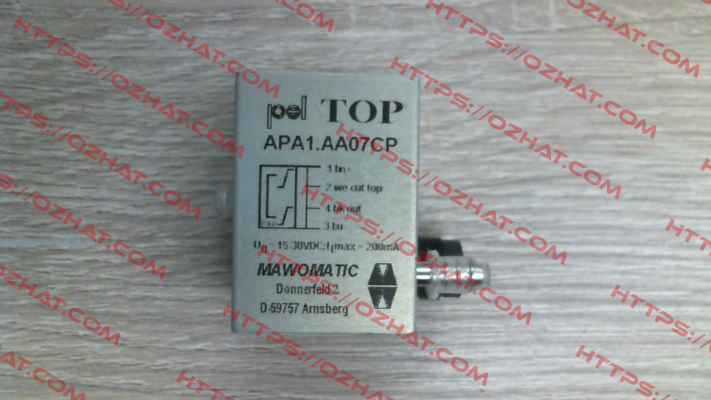 pel TOP
APA1.AA07CP
1 bn+
2 we out top
4 bk out
3 bu-
UB = 15-30VDC; Imax = 200mA
MAWOMATIC
Donnerfeld 2
D-59757 Arnsberg
HTTPS://OZHAT.COM